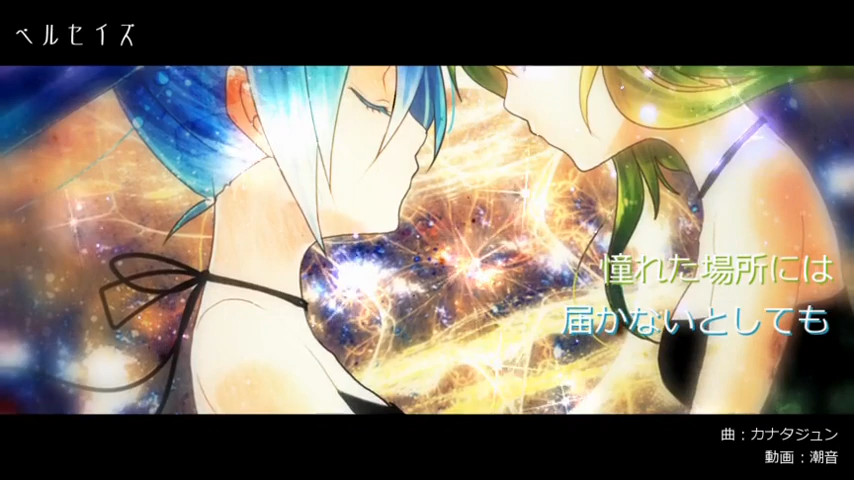 ペルセイズ
憧れた場所には
届かないとしても
曲：カナタジュン
動画：潮音